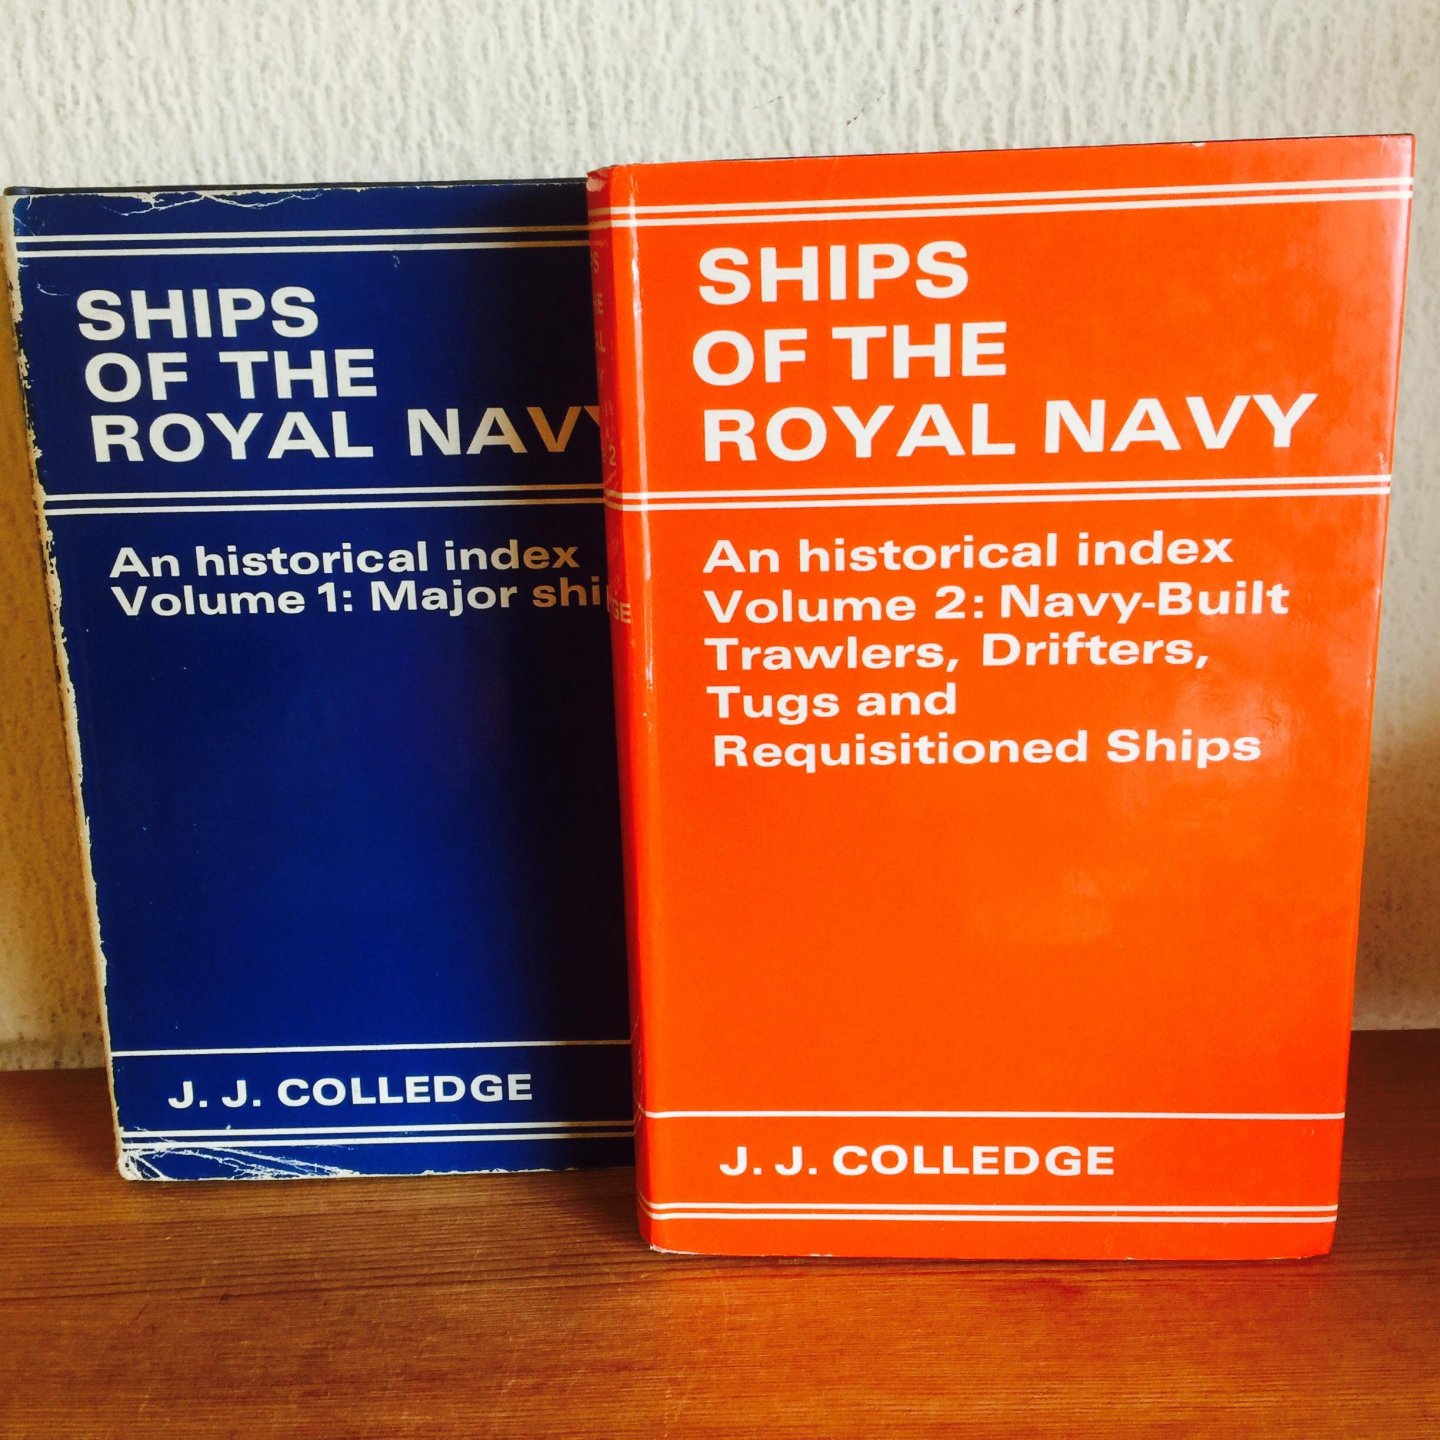 SHIPS
OF THE
ROYAL NAVY
An historical index
Volume 1: Major shi
J. J. COLLEDGE
SHIPS
OF THE
ROYAL NAVY
An historical index
Volume 2: Navy-Built
Trawlers, Drifters,
Tugs and
Requisitioned Ships
J. J. COLLEDGE